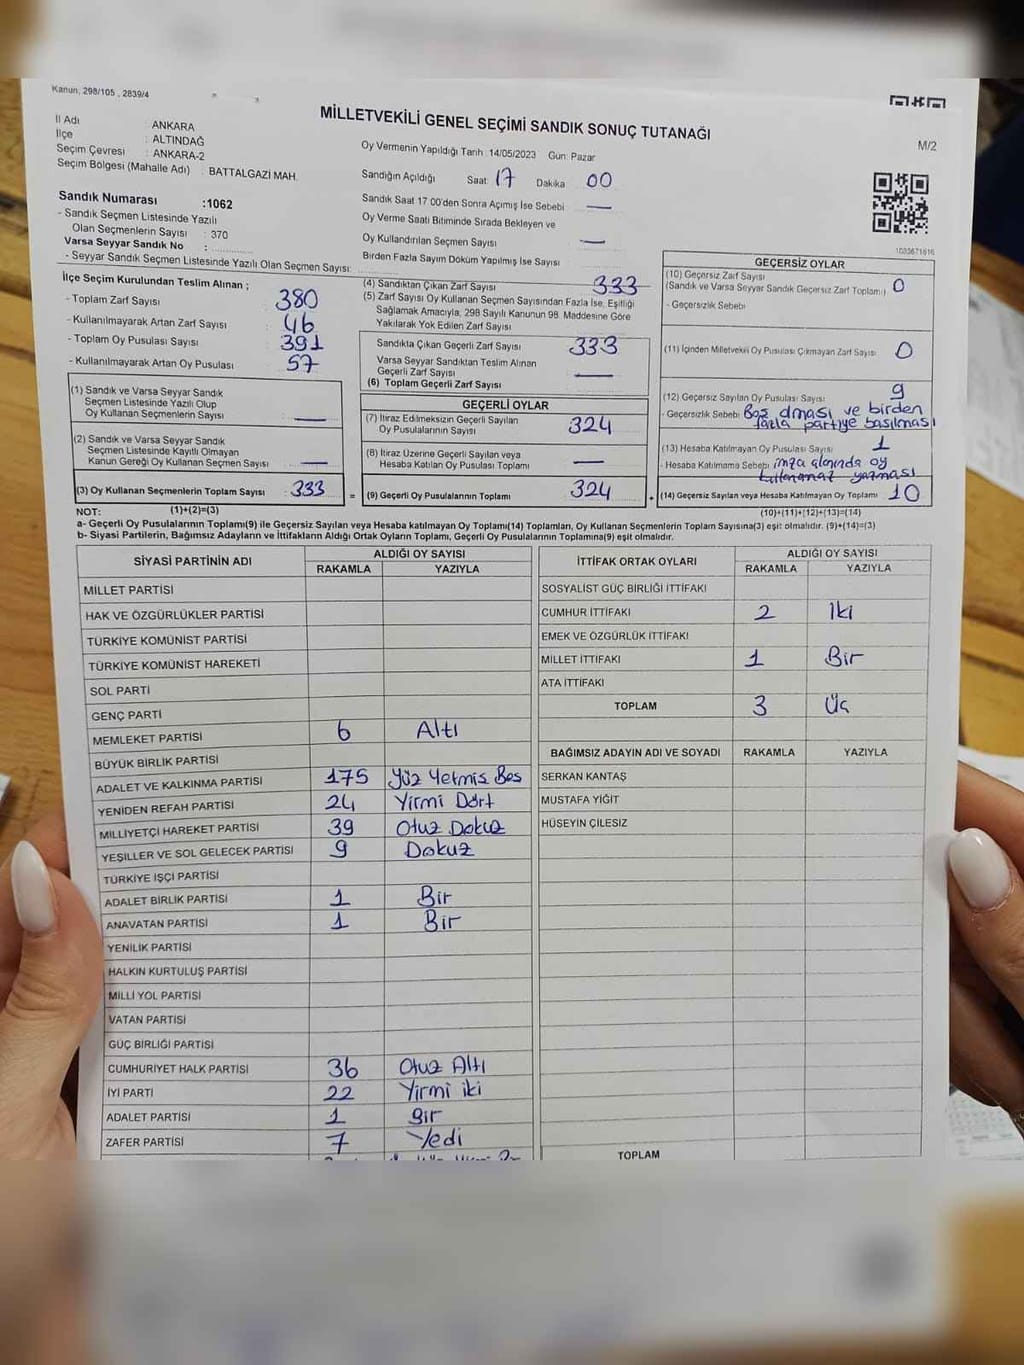 Kanun, 298/105 , 2839/4
MİLLETVEKİLİ GENEL SEÇİMİ SANDIK SONUÇ TUTANAĞI
M/2
İl Adı : ANKARA
İlçe : ALTINDAĞ
Seçim Çevresi : ANKARA-2
Seçim Bölgesi (Mahalle Adı) : BATTALGAZİ MAH.
Oy Vermenin Yapıldığı Tarih :14/05/2023 Gün: Pazar
Sandığın Açıldığı Saat: 17 Dakika 00
Sandık Saat 17 00'den Sonra Açımış İse Sebebi —
Oy Verme Saati Bitiminde Sırada Bekleyen ve
Oy Kullandırılan Seçmen Sayısı —
Birden Fazla Sayım Döküm Yapılmış İse Sayısı
Sandık Numarası :1062
- Sandık Seçmen Listesinde Yazılı
Olan Seçmenlerin Sayısı : 370
Varsa Seyyar Sandık No :
- Seyyar Sandık Seçmen Listesinde Yazılı Olan Seçmen Sayısı:
1033671616
İlçe Seçim Kurulundan Teslim Alınan ;
- Toplam Zarf Sayısı 380
- Kullanılmayarak Artan Zarf Sayısı 46
- Toplam Oy Pusulası Sayısı 391
- Kullanılmayarak Artan Oy Pusulası 57
(1) Sandık ve Varsa Seyyar Sandık
Seçmen Listesinde Yazılı Olup
Oy Kullanan Seçmenlerin Sayısı —
(2) Sandık ve Varsa Seyyar Sandık
Seçmen Listesinde Kayıtlı Olmayan
Kanun Gereği Oy Kullanan Seçmen Sayısı —
(3) Oy Kullanan Seçmenlerin Toplam Sayısı 333
(4) Sandıktan Çıkan Zarf Sayısı 333
(5) Zarf Sayısı Oy Kullanan Seçmen Sayısından Fazla İse, Eşitliği
Sağlamak Amacıyla, 298 Sayılı Kanunun 98. Maddesine Göre
Yakılarak Yok Edilen Zarf Sayısı
Sandıkta Çıkan Geçerli Zarf Sayısı 333
Varsa Seyyar Sandıktan Teslim Alınan
Geçerli Zarf Sayısı —
(6) Toplam Geçerli Zarf Sayısı
GEÇERLİ OYLAR
(7) İtiraz Edilmeksizin Geçerli Sayılan
Oy Pusulalarının Sayısı 324
(8) İtiraz Üzerine Geçerli Sayılan veya
Hesaba Katılan Oy Pusulası Toplamı —
= (9) Geçerli Oy Pusulalarının Toplamı 324
GEÇERSİZ OYLAR
(10) Geçersiz Zarf Sayısı
(Sandık ve Varsa Seyyar Sandık Geçersiz Zarf Toplamı) 0
- Geçersizlik Sebebi
(11) İçinden Milletvekili Oy Pusulası Çıkmayan Zarf Sayısı 0
(12) Geçersiz Sayılan Oy Pusulası Sayısı 9
- Geçersizlik Sebebi Boş olması ve birden
fazla partiye basılması
(13) Hesaba Katılmayan Oy Pusulası Sayısı 1
- Hesaba Katılmama Sebebi imza alanında oy
kullanamaz yazması
+ (14) Geçersiz Sayılan veya Hesaba Katılmayan Oy Toplamı 10
NOT: (1)+(2)=(3) (10)+(11)+(12)+(13)=(14)
a- Geçerli Oy Pusulalarının Toplamı(9) ile Geçersiz Sayılan veya Hesaba katılmayan Oy Toplamı(14) Toplamları, Oy Kullanan Seçmenlerin Toplam Sayısına(3) eşit olmalıdır. (9)+(14)=(3)
b- Siyasi Partilerin, Bağımsız Adayların ve İttifakların Aldığı Ortak Oyların Toplamı, Geçerli Oy Pusulalarının Toplamına(9) eşit olmalıdır.
SİYASİ PARTİNİN ADI ALDIĞI OY SAYISI
RAKAMLA YAZIYLA
MİLLET PARTİSİ
HAK VE ÖZGÜRLÜKLER PARTİSİ
TÜRKİYE KOMÜNİST PARTİSİ
TÜRKİYE KOMÜNİST HAREKETİ
SOL PARTİ
GENÇ PARTİ
MEMLEKET PARTİSİ 6 Altı
BÜYÜK BİRLİK PARTİSİ
ADALET VE KALKINMA PARTİSİ 175 Yüz Yetmiş Beş
YENİDEN REFAH PARTİSİ 24 Yirmi Dört
MİLLİYETÇİ HAREKET PARTİSİ 39 Otuz Dokuz
YEŞİLLER VE SOL GELECEK PARTİSİ 9 Dokuz
TÜRKİYE İŞÇİ PARTİSİ
ADALET BİRLİK PARTİSİ 1 Bir
ANAVATAN PARTİSİ 1 Bir
YENİLİK PARTİSİ
HALKIN KURTULUŞ PARTİSİ
MİLLİ YOL PARTİSİ
VATAN PARTİSİ
GÜÇ BİRLİĞİ PARTİSİ
CUMHURİYET HALK PARTİSİ 36 Otuz Altı
İYİ PARTİ 22 Yirmi iki
ADALET PARTİSİ 1 Bir
ZAFER PARTİSİ 7 Yedi
İTTİFAK ORTAK OYLARI ALDIĞI OY SAYISI
RAKAMLA YAZIYLA
SOSYALİST GÜÇ BİRLİĞİ İTTİFAKI
CUMHUR İTTİFAKI 2 İki
EMEK VE ÖZGÜRLÜK İTTİFAKI
MİLLET İTTİFAKI 1 Bir
ATA İTTİFAKI
TOPLAM 3 Üç
BAĞIMSIZ ADAYIN ADI VE SOYADI RAKAMLA YAZIYLA
SERKAN KANTAŞ
MUSTAFA YİĞİT
HÜSEYİN ÇİLESIZ
TOPLAM